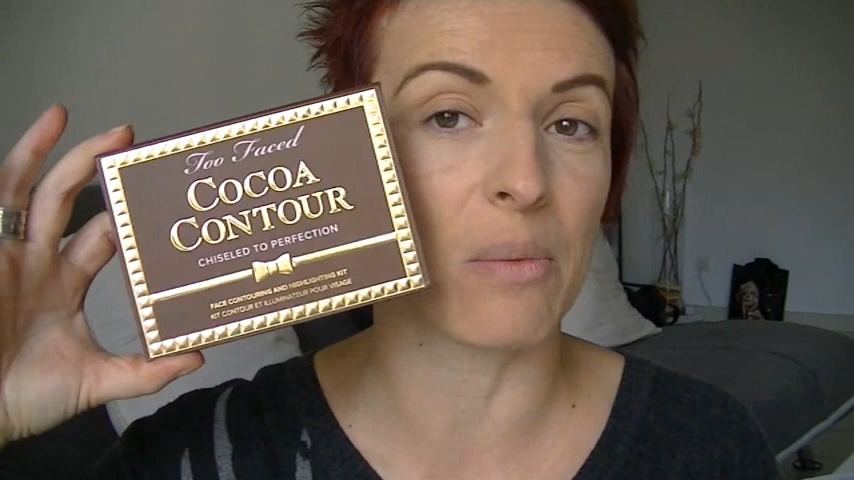 Too Faced
COCOA
CONTOUR
CHISELED TO PERFECTION
FACE CONTOURING AND HIGHLIGHTING KIT
KIT CONTOUR ET ILLUMINATEUR POUR VISAGE